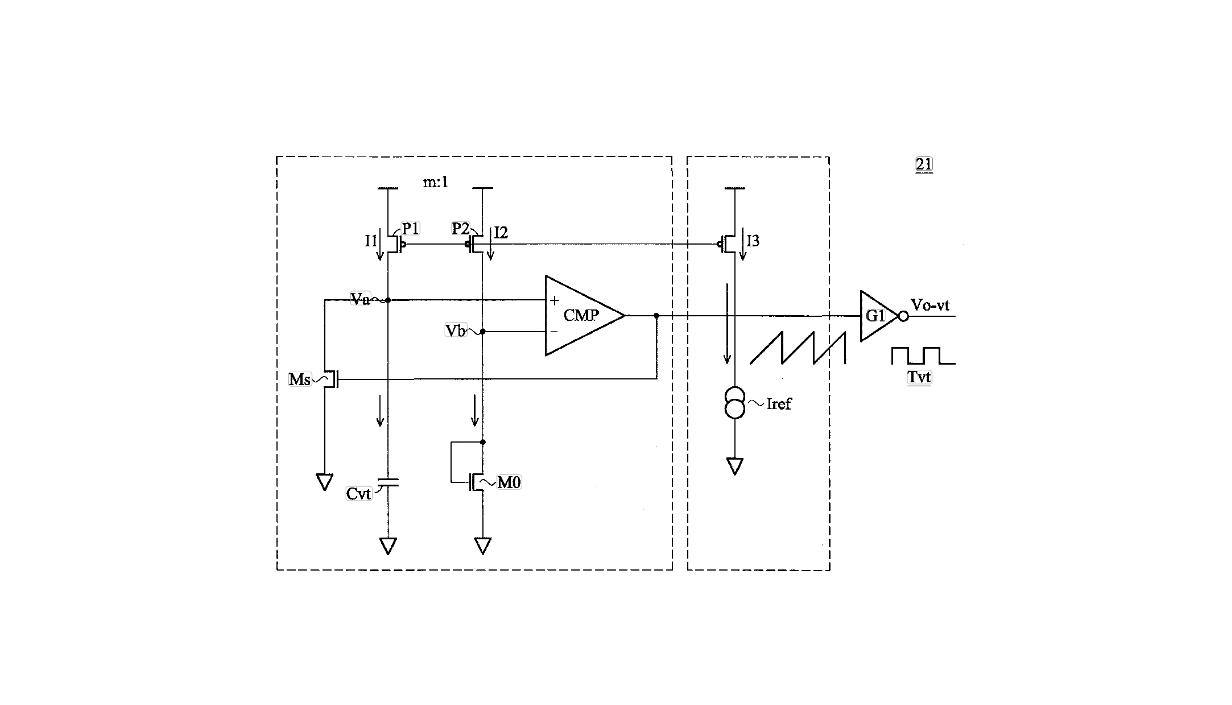 21
m:1
I1 P1 P2 I2 I3
Va
+
CMP
Vb
−
G1
Vo-vt
Tvt
Ms
Iref
Cvt
M0